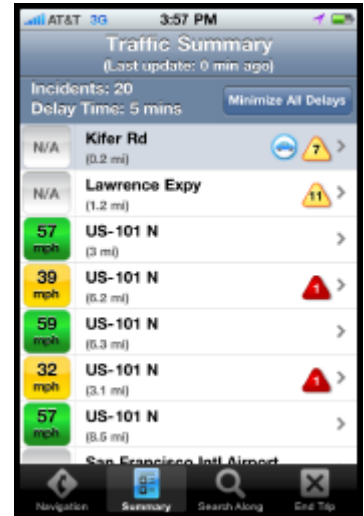 AT&T 3G 3:57 PM
Traffic Summary
(Last update: 0 min ago)
Incidents: 20
Delay Time: 5 mins
Minimize All Delays
N/A
Kifer Rd
(0.2 mi)
7
N/A
Lawrence Expy
(1.2 mi)
11
57 mph
US-101 N
(3 mi)
39 mph
US-101 N
(6.2 mi)
1
59 mph
US-101 N
(6.3 mi)
32 mph
US-101 N
(3.1 mi)
1
57 mph
US-101 N
(8.5 mi)
San Francisco Intl Airport
Navigation Summary Search Along End Trip